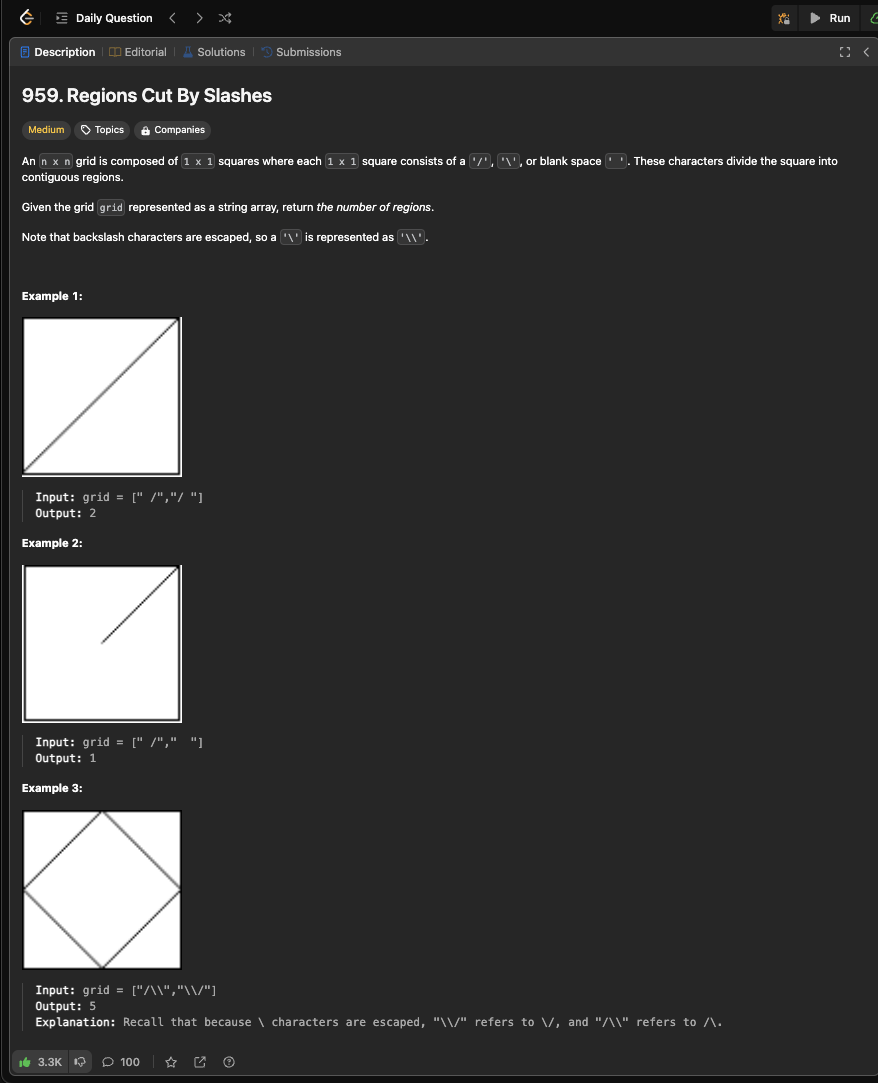 Daily Question
Run
Description
Editorial
Solutions
Submissions
959. Regions Cut By Slashes
Medium
Topics
Companies
An n x n grid is composed of 1 x 1 squares where each 1 x 1 square consists of a '/', '\', or blank space ' '. These characters divide the square into
contiguous regions.
Given the grid grid represented as a string array, return the number of regions.
Note that backslash characters are escaped, so a '\' is represented as '\\'.
Example 1:
Input: grid = [" /","/ "]
Output: 2
Example 2:
Input: grid = [" /","  "]
Output: 1
Example 3:
Input: grid = ["/\\","\\/"]
Output: 5
Explanation: Recall that because \ characters are escaped, "\\/" refers to \/, and "/\\" refers to /\.
3.3K
100